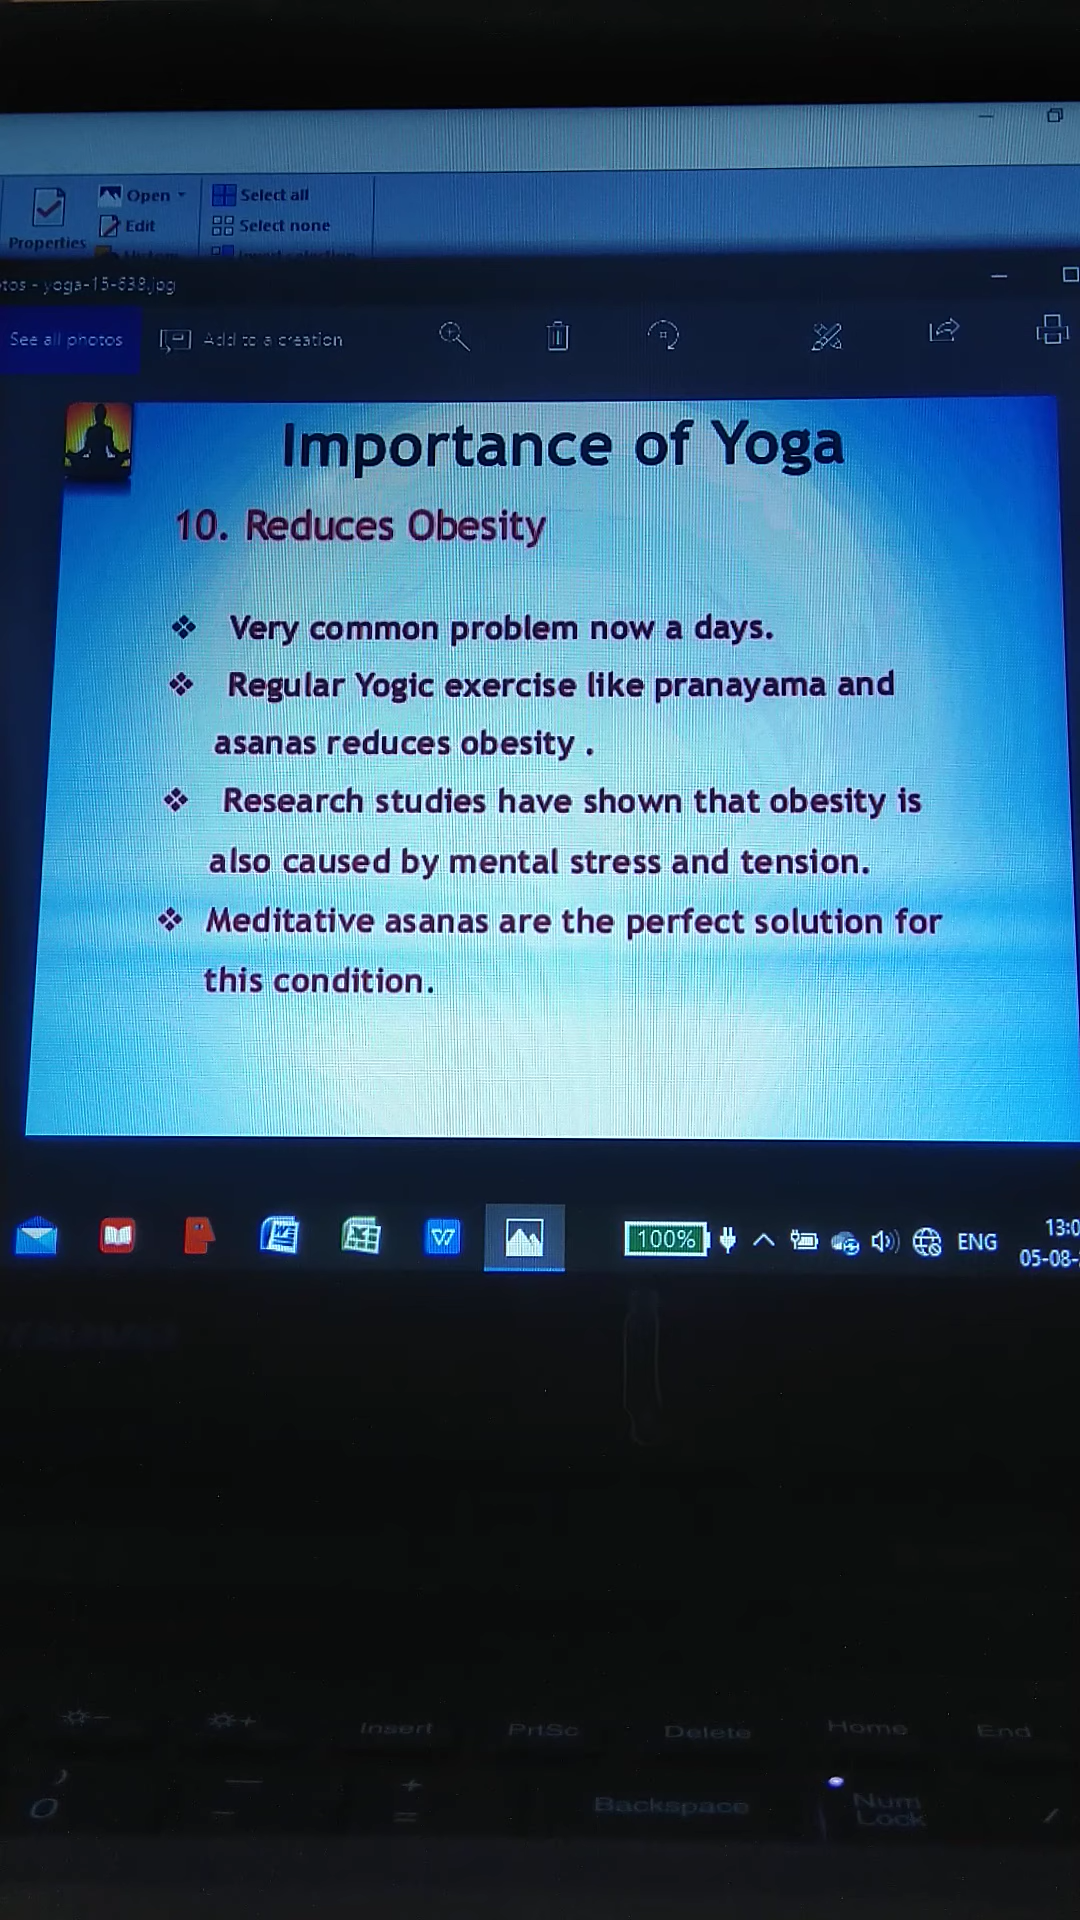 Open
Select all
Edit
Select none
Properties
tos - yoga-15-638.jpg
See all photos
Add to a creation
Importance of Yoga
10. Reduces Obesity
❖ Very common problem now a days.
❖ Regular Yogic exercise like pranayama and
asanas reduces obesity .
❖ Research studies have shown that obesity is
also caused by mental stress and tension.
❖ Meditative asanas are the perfect solution for
this condition.
100%
ENG
13:0
05-08-
Insert
PrtSc
Delete
Home
End
Backspace
Num
Lock